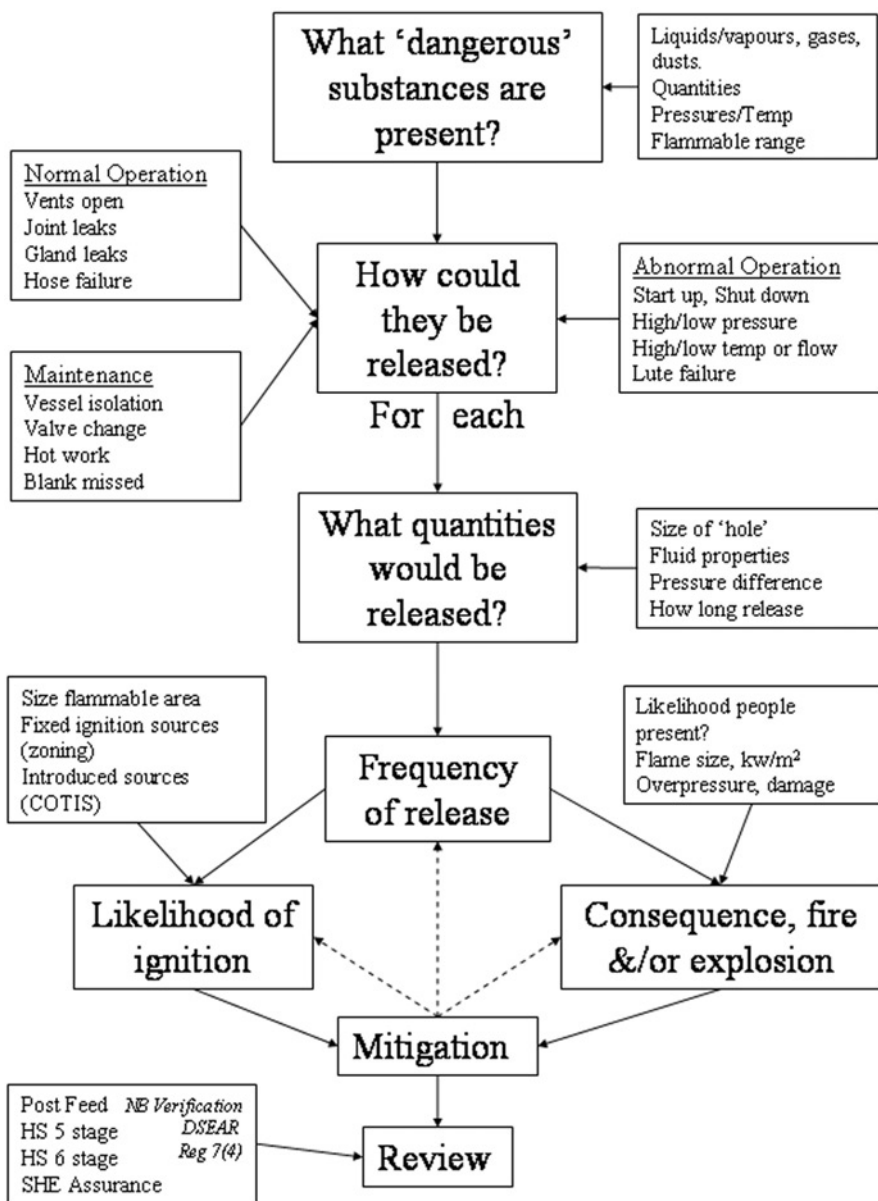 What ‘dangerous’
substances are
present?
Liquids/vapours, gases,
dusts.
Quantities
Pressures/Temp
Flammable range
Normal Operation
Vents open
Joint leaks
Gland leaks
Hose failure
How could
they be
released?
Abnormal Operation
Start up, Shut down
High/low pressure
High/low temp or flow
Lute failure
Maintenance
Vessel isolation
Valve change
Hot work
Blank missed
For each
What quantities
would be
released?
Size of ‘hole’
Fluid properties
Pressure difference
How long release
Size flammable area
Fixed ignition sources
(zoning)
Introduced sources
(COTIS)
Frequency
of release
Likelihood people
present?
Flame size, kw/m²
Overpressure, damage
Likelihood of
ignition
Consequence, fire
&/or explosion
Mitigation
Post Feed NB Verification
HS 5 stage DSEAR
HS 6 stage Reg 7(4)
SHE Assurance
Review